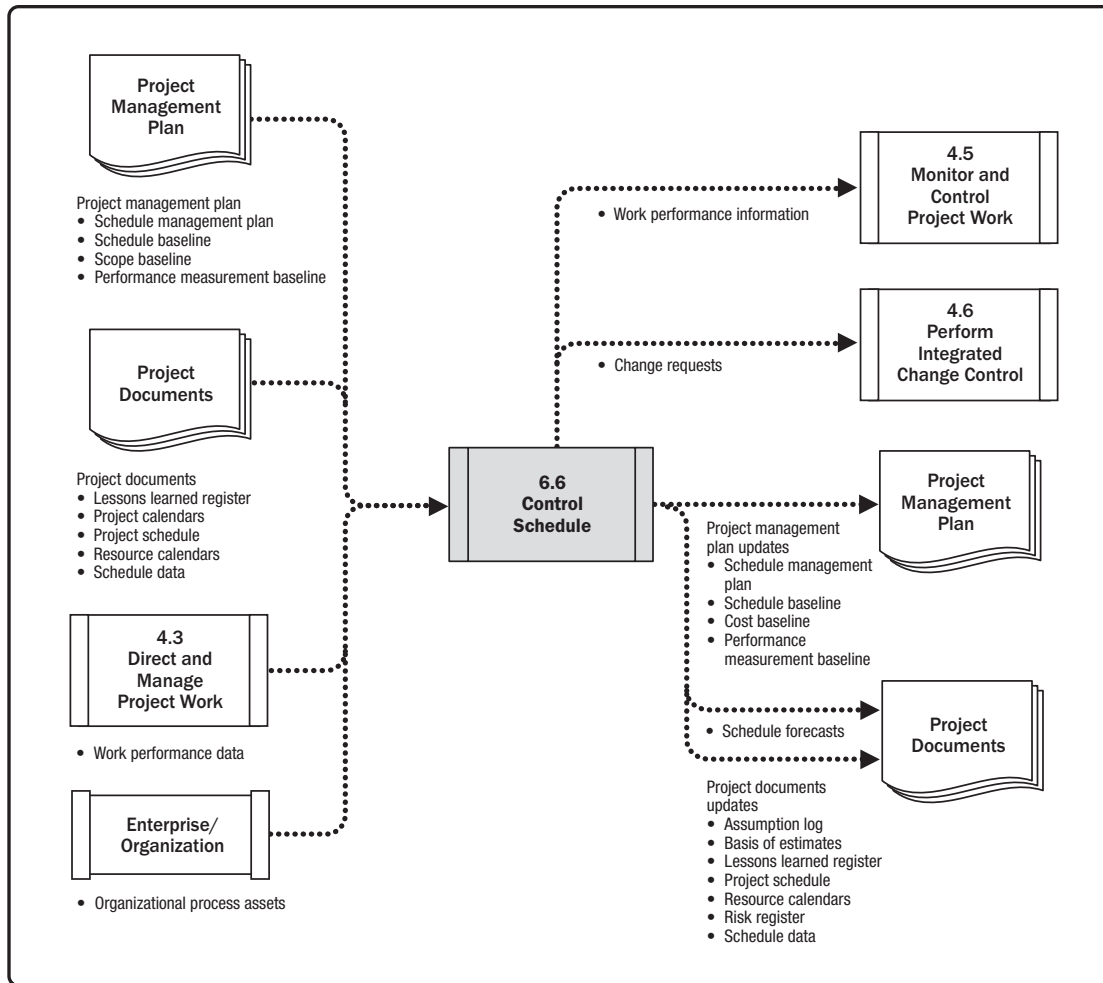 Project
Management
Plan
Project management plan
• Schedule management plan
• Schedule baseline
• Scope baseline
• Performance measurement baseline
Project
Documents
Project documents
• Lessons learned register
• Project calendars
• Project schedule
• Resource calendars
• Schedule data
4.3
Direct and
Manage
Project Work
• Work performance data
Enterprise/
Organization
• Organizational process assets
6.6
Control
Schedule
• Work performance information
4.5
Monitor and
Control
Project Work
• Change requests
4.6
Perform
Integrated
Change Control
Project
Management
Plan
Project management
plan updates
• Schedule management
plan
• Schedule baseline
• Cost baseline
• Performance
measurement baseline
• Schedule forecasts
Project
Documents
Project documents
updates
• Assumption log
• Basis of estimates
• Lessons learned register
• Project schedule
• Resource calendars
• Risk register
• Schedule data